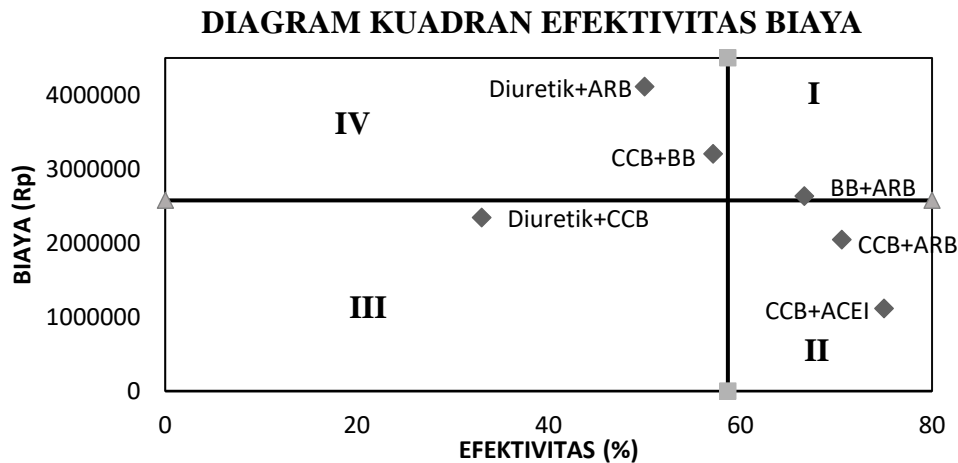 DIAGRAM KUADRAN EFEKTIVITAS BIAYA
4000000
3000000
2000000
1000000
0
BIAYA (Rp)
Diuretik+ARB
I
IV
CCB+BB
BB+ARB
Diuretik+CCB
CCB+ARB
III
CCB+ACEI
II
0 20 40 60 80
EFEKTIVITAS (%)